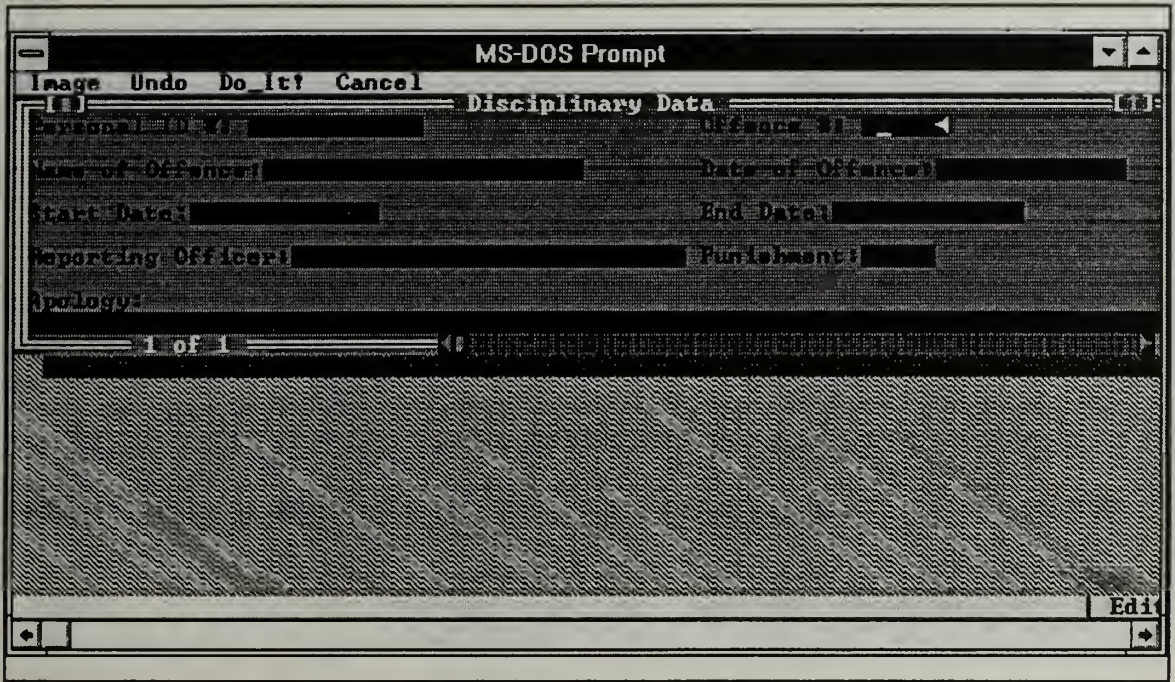 MS-DOS Prompt
Image Undo Do_It! Cancel
Disciplinary Data
Personal ID #: Offence #:
Name of Offence: Date of Offence:
Start Date: End Date:
Reporting Officer: Punishment:
Apology:
1 of 1
Edit